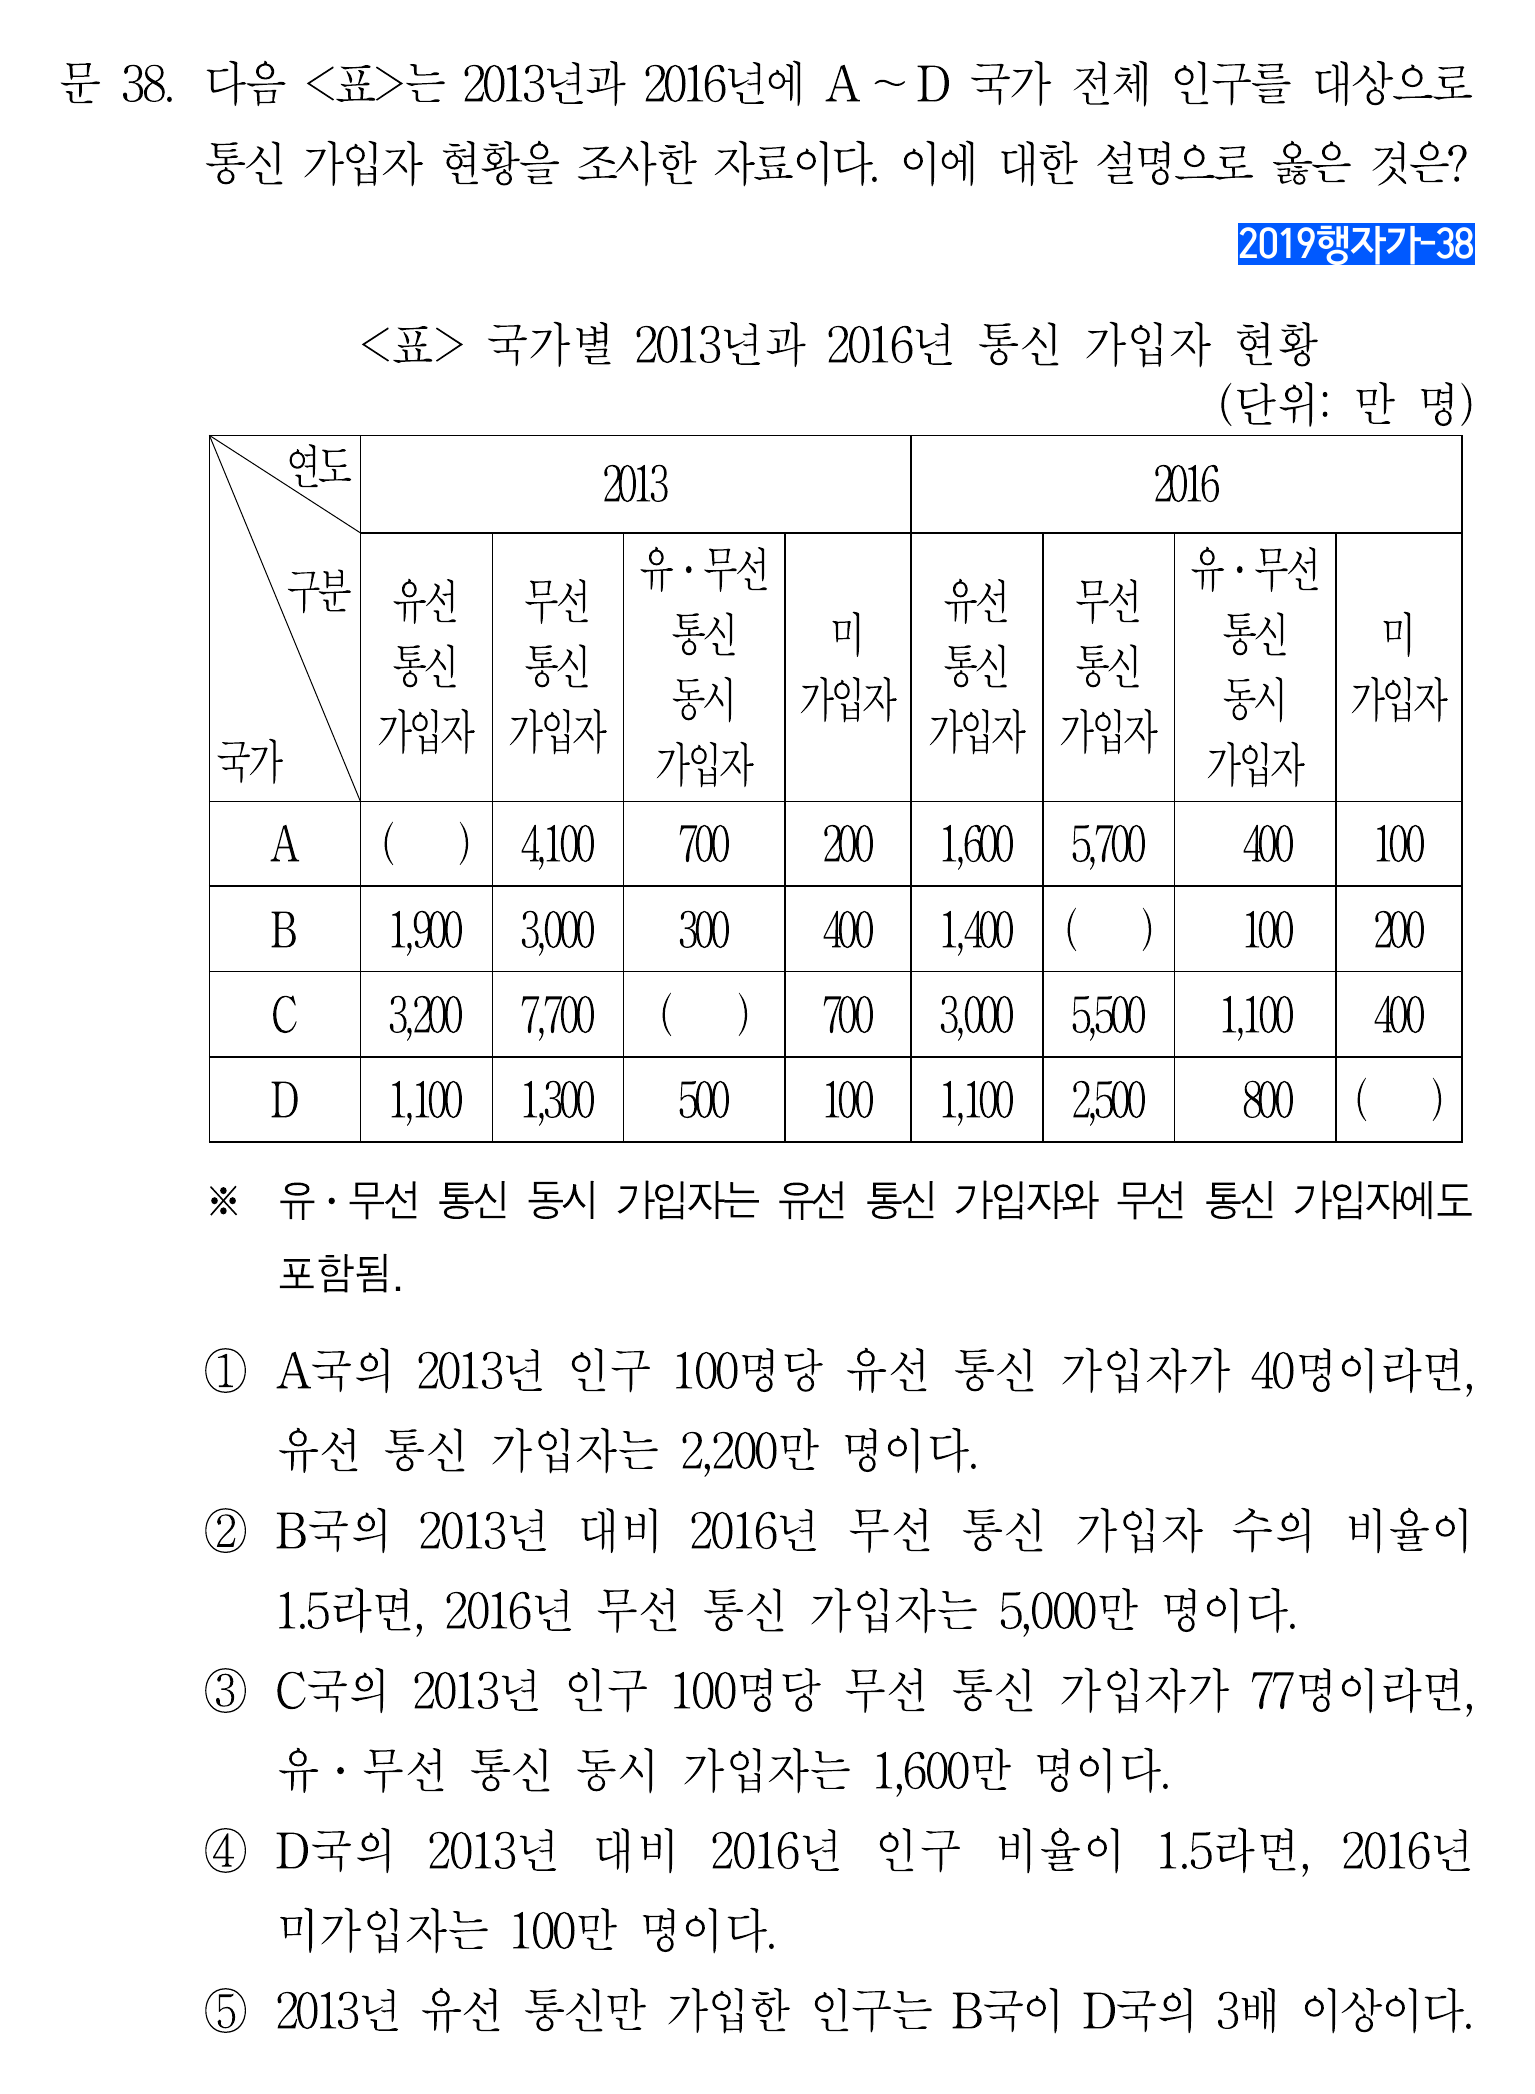 문 38. 다음 <표>는 2013년과 2016년에 A ~ D 국가 전체 인구를 대상으로
통신 가입자 현황을 조사한 자료이다. 이에 대한 설명으로 옳은 것은?
2019행자가-38
<표> 국가별 2013년과 2016년 통신 가입자 현황
(단위: 만 명)
연도 2013 2016
구분
국가
유선 통신 가입자 무선 통신 가입자 유·무선 통신 동시 가입자 미 가입자 유선 통신 가입자 무선 통신 가입자 유·무선 통신 동시 가입자 미 가입자
A ( ) 4,100 700 200 1,600 5,700 400 100
B 1,900 3,000 300 400 1,400 ( ) 100 200
C 3,200 7,700 ( ) 700 3,000 5,500 1,100 400
D 1,100 1,300 500 100 1,100 2,500 800 ( )
※ 유·무선 통신 동시 가입자는 유선 통신 가입자와 무선 통신 가입자에도
포함됨.
① A국의 2013년 인구 100명당 유선 통신 가입자가 40명이라면,
유선 통신 가입자는 2,200만 명이다.
② B국의 2013년 대비 2016년 무선 통신 가입자 수의 비율이
1.5라면, 2016년 무선 통신 가입자는 5,000만 명이다.
③ C국의 2013년 인구 100명당 무선 통신 가입자가 77명이라면,
유·무선 통신 동시 가입자는 1,600만 명이다.
④ D국의 2013년 대비 2016년 인구 비율이 1.5라면, 2016년
미가입자는 100만 명이다.
⑤ 2013년 유선 통신만 가입한 인구는 B국이 D국의 3배 이상이다.